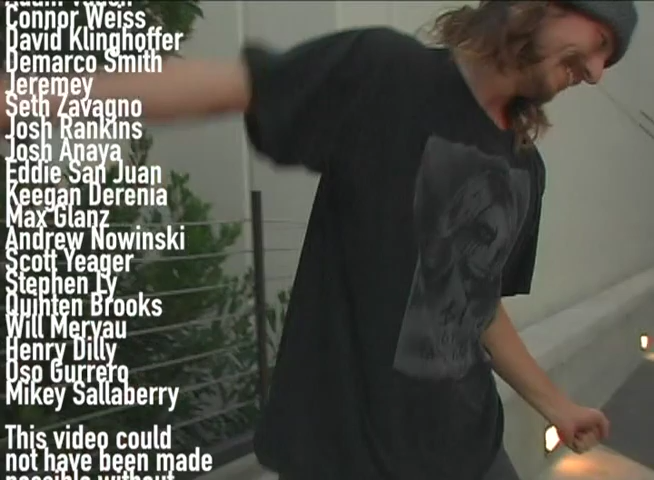 Connor Weiss
David Klinghoffer
Demarco Smith
Jeremey
Seth Zavagno
Josh Rankins
Josh Anaya
Eddie San Juan
Keegan Derenia
Max Glanz
Andrew Nowinski
Scott Yeager
Stephen Ly
Quinten Brooks
Will Mervau
Henry Dilly
Oso Gurrero
Mikey Sallaberry
This video could
not have been made
possible without